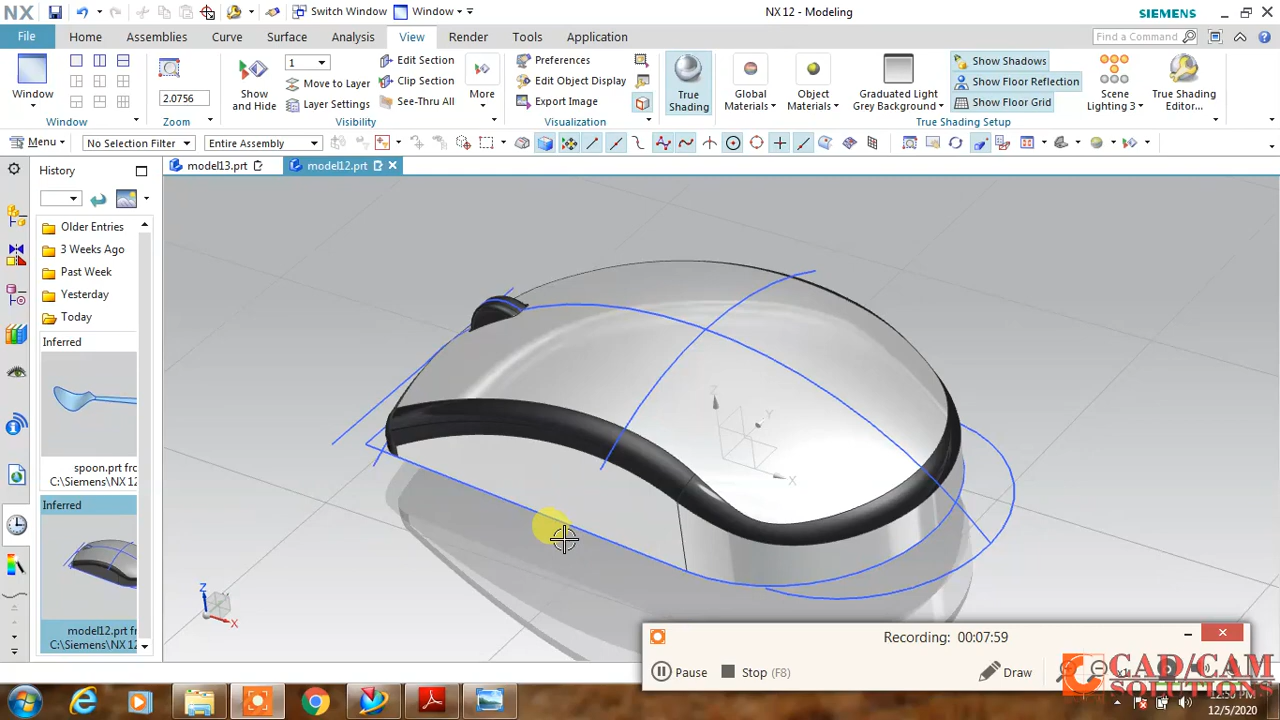 NX
Switch Window
Window
NX 12 - Modeling
SIEMENS
File
Home
Assemblies
Curve
Surface
Analysis
View
Render
Tools
Application
Find a Command
Window
Window
2.0756
Zoom
Show and Hide
1
Move to Layer
Layer Settings
Visibility
Edit Section
Clip Section
See-Thru All
More
Preferences
Edit Object Display
Export Image
Visualization
True Shading
Global Materials
Object Materials
Graduated Light Grey Background
Show Shadows
Show Floor Reflection
Show Floor Grid
Scene Lighting 3
True Shading Editor...
True Shading Setup
Menu
No Selection Filter
Entire Assembly
History
model13.prt
model12.prt
Older Entries
3 Weeks Ago
Past Week
Yesterday
Today
Inferred
spoon.prt fro
C:\Siemens\NX 12
Inferred
model12.prt fr
C:\Siemens\NX 12
Z
Y
X
Z
X
Recording: 00:07:59
Pause
Stop (F8)
Draw
CAD/CAM
SOLUTIONS
12:50 PM
12/5/2020